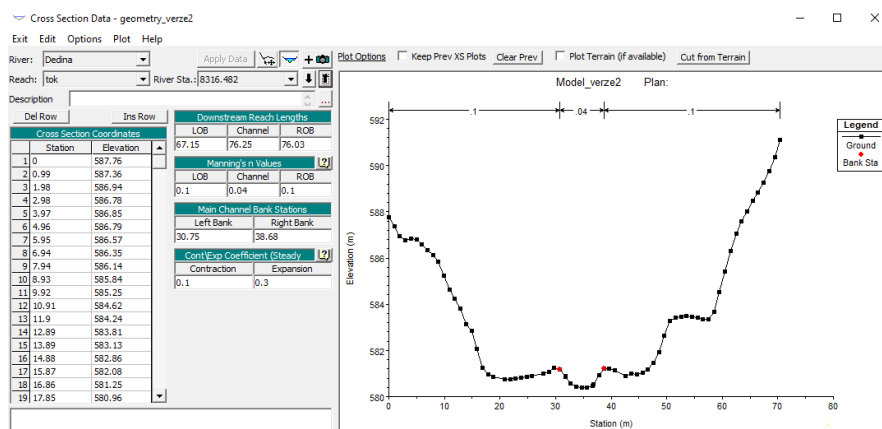 Cross Section Data - geometry_verze2
Exit Edit Options Plot Help
River: Dedina Apply Data
Reach: tok River Sta.: 8316.482
Description ...
Plot Options Keep Prev XS Plots Clear Prev Plot Terrain (if available) Cut from Terrain
Del Row Ins Row
Cross Section Coordinates
Station Elevation
1 0 587.76
2 0.99 587.36
3 1.98 586.94
4 2.98 586.78
5 3.97 586.85
6 4.96 586.79
7 5.95 586.57
8 6.94 586.35
9 7.94 586.14
10 8.93 585.84
11 9.92 585.25
12 10.91 584.62
13 11.9 584.24
14 12.89 583.81
15 13.89 583.13
16 14.88 582.86
17 15.87 582.08
18 16.86 581.25
19 17.85 580.96
Downstream Reach Lengths
LOB Channel ROB
67.15 76.25 76.03
Manning's n Values [?]
LOB Channel ROB
0.1 0.04 0.1
Main Channel Bank Stations
Left Bank Right Bank
30.75 38.68
Cont\Exp Coefficient (Steady [?]
Contraction Expansion
0.1 0.3
Model_verze2 Plan:
.1 .04 .1
592
590
588
586
584
582
580
Elevation (m)
0 10 20 30 40 50 60 70 80
Station (m)
Legend
Ground
Bank Sta